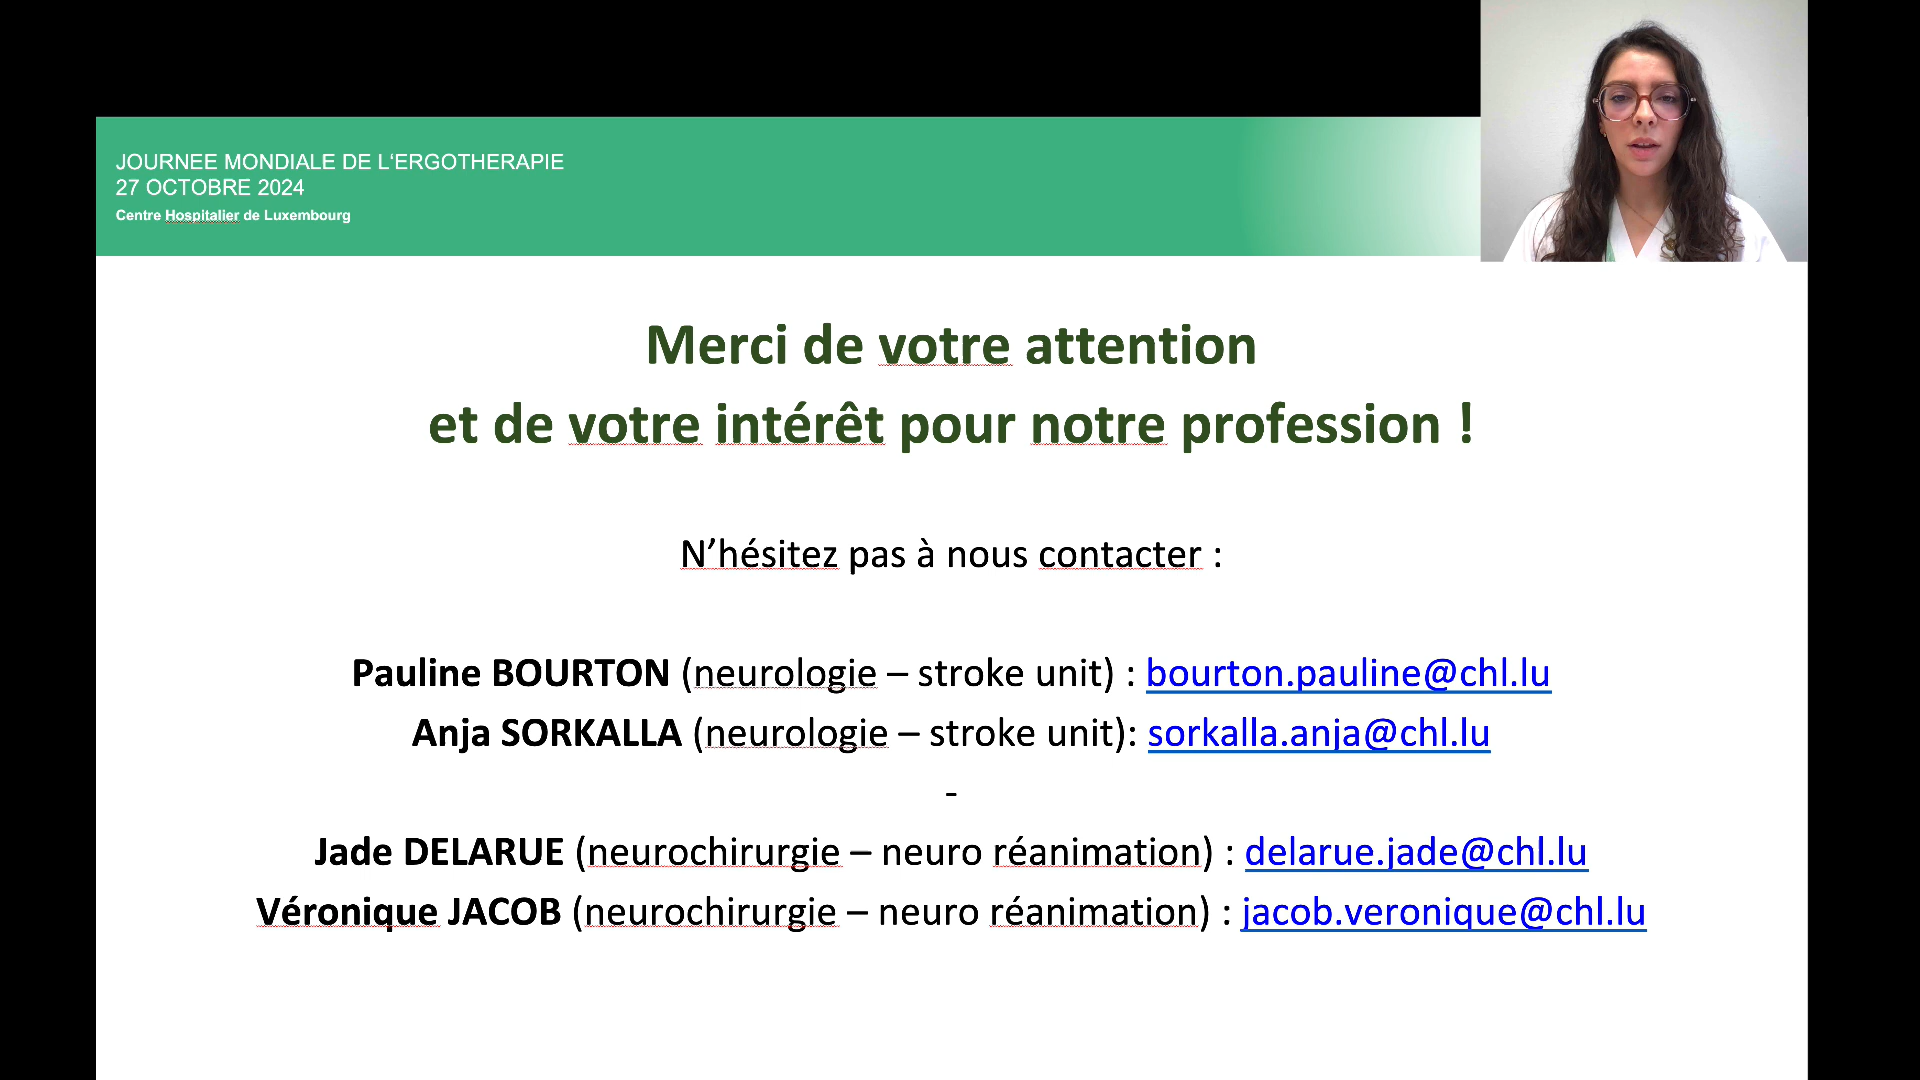 JOURNEE MONDIALE DE L‘ERGOTHERAPIE
27 OCTOBRE 2024
Centre Hospitalier de Luxembourg
Merci de votre attention
et de votre intérêt pour notre profession !
N’hésitez pas à nous contacter :
Pauline BOURTON (neurologie – stroke unit) : bourton.pauline@chl.lu
Anja SORKALLA (neurologie – stroke unit): sorkalla.anja@chl.lu
-
Jade DELARUE (neurochirurgie – neuro réanimation) : delarue.jade@chl.lu
Véronique JACOB (neurochirurgie – neuro réanimation) : jacob.veronique@chl.lu